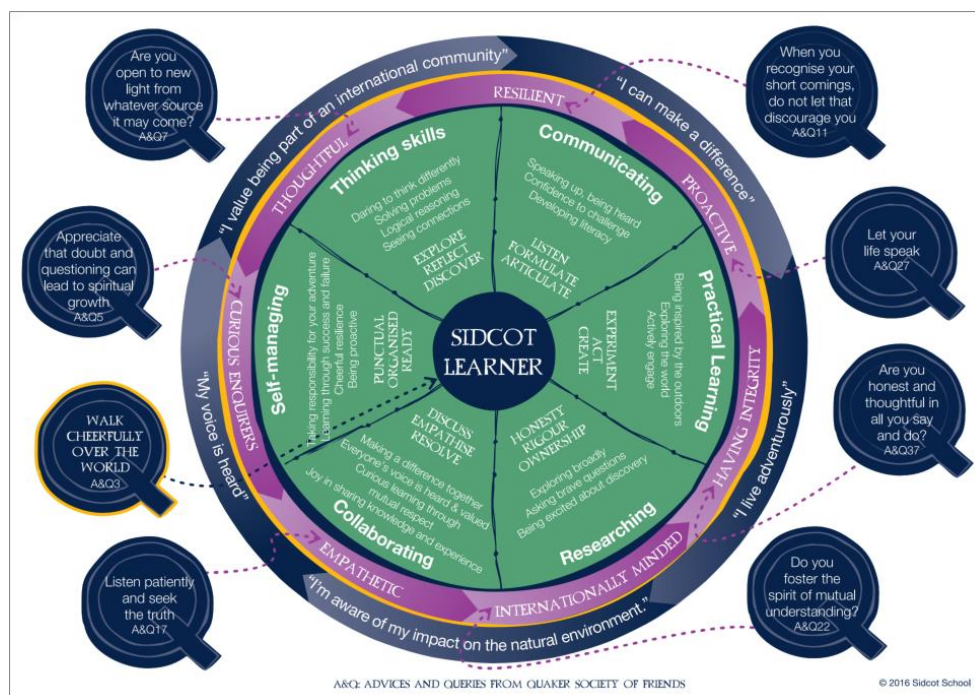 Are you
open to new
light from
whatever source
it may come?
A&Q7
When you
recognise your
short comings,
do not let that
discourage you
A&Q11
Appreciate
that doubt and
questioning can
lead to spiritual
growth
A&Q5
Let your
life speak
A&Q27
WALK
CHEERFULLY
OVER THE
WORLD
A&Q3
Are you
honest and
thoughtful in
all you say
and do?
A&Q37
Listen patiently
and seek
the truth
A&Q17
Do you
foster the
spirit of mutual
understanding?
A&Q22
"I value being part of an international community"
"I can make a difference"
"I live adventurously"
"I'm aware of my impact on the natural environment."
"My voice is heard"
RESILIENT
PROACTIVE
HAVING INTEGRITY
INTERNATIONALLY MINDED
EMPATHETIC
CURIOUS ENQUIRERS
THOUGHTFUL
Thinking skills
Daring to think differently
Solving problems
Logical reasoning
Seeing connections
EXPLORE
REFLECT
DISCOVER
Communicating
Speaking up, being heard
Confidence to challenge
Developing literacy
LISTEN
FORMULATE
ARTICULATE
Practical Learning
Being inspired by the outdoors
Exploring the world
Actively engage
EXPERIMENT
ACT
CREATE
Researching
Exploring broadly
Asking brave questions
Being excited about discovery
HONESTY
RIGOUR
OWNERSHIP
Collaborating
Making a difference together
Everyone's voice is heard & valued
Curious learning through
mutual respect
Joy in sharing knowledge and experience
DISCUSS
EMPATHISE
RESOLVE
Self-managing
Taking responsibility for your adventure
Learning through success and failure
Cheerful resilience
Being proactive
PUNCTUAL
ORGANISED
READY
SIDCOT
LEARNER
A&Q: ADVICES AND QUERIES FROM QUAKER SOCIETY OF FRIENDS
© 2016 Sidcot School